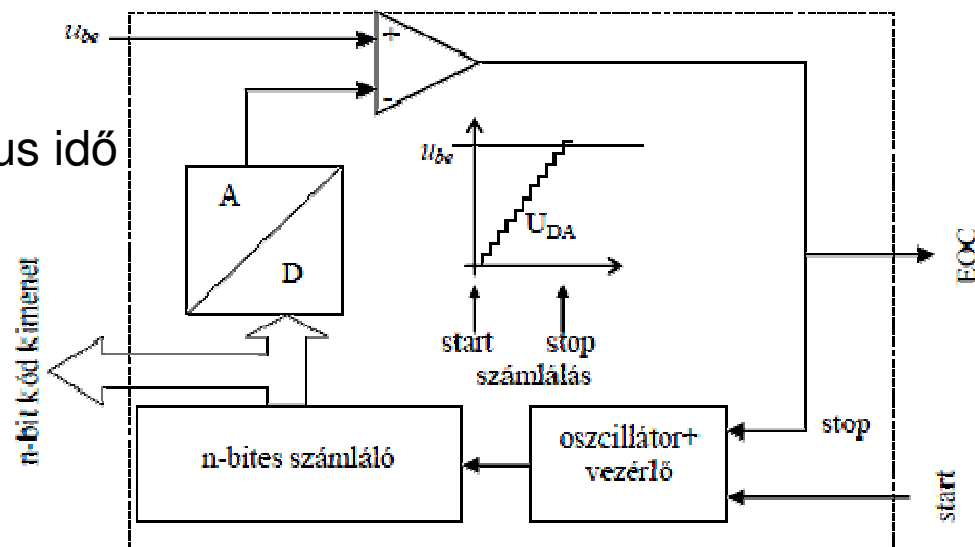 u_be
+
-
us idő
A
D
u_be
U_DA
start
stop
számlálás
EOC
n-bit kód kimenet
n-bites számláló
oszcillátor+
vezérlő
stop
start